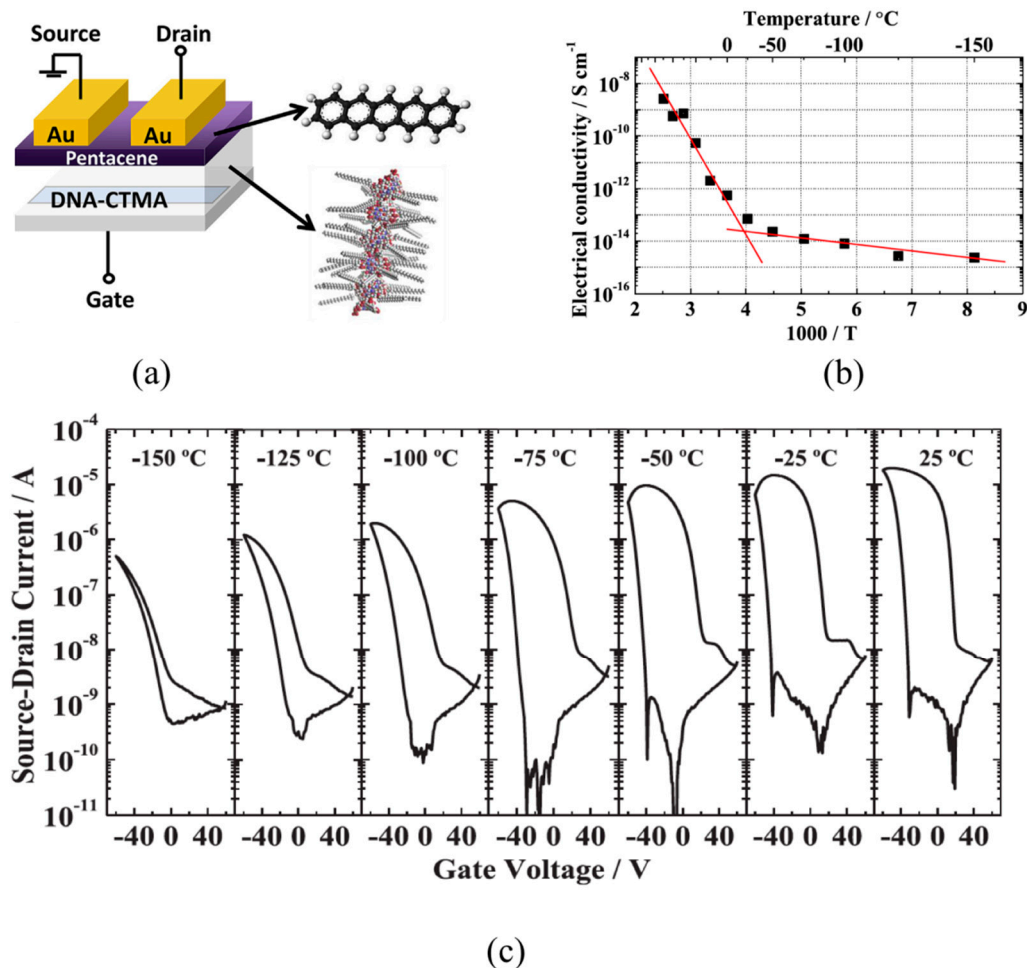 Source Drain
Au Au
Pentacene
DNA-CTMA
Gate
(a)
Temperature / °C
0 -50 -100 -150
Electrical conductivity / S cm⁻¹
10⁻⁸
10⁻¹⁰
10⁻¹²
10⁻¹⁴
10⁻¹⁶
2 3 4 5 6 7 8 9
1000 / T
(b)
Source-Drain Current / A
10⁻⁴
10⁻⁵
10⁻⁶
10⁻⁷
10⁻⁸
10⁻⁹
10⁻¹⁰
10⁻¹¹
-150 °C -125 °C -100 °C -75 °C -50 °C -25 °C 25 °C
-40 0 40 -40 0 40 -40 0 40 -40 0 40 -40 0 40 -40 0 40 -40 0 40
Gate Voltage / V
(c)